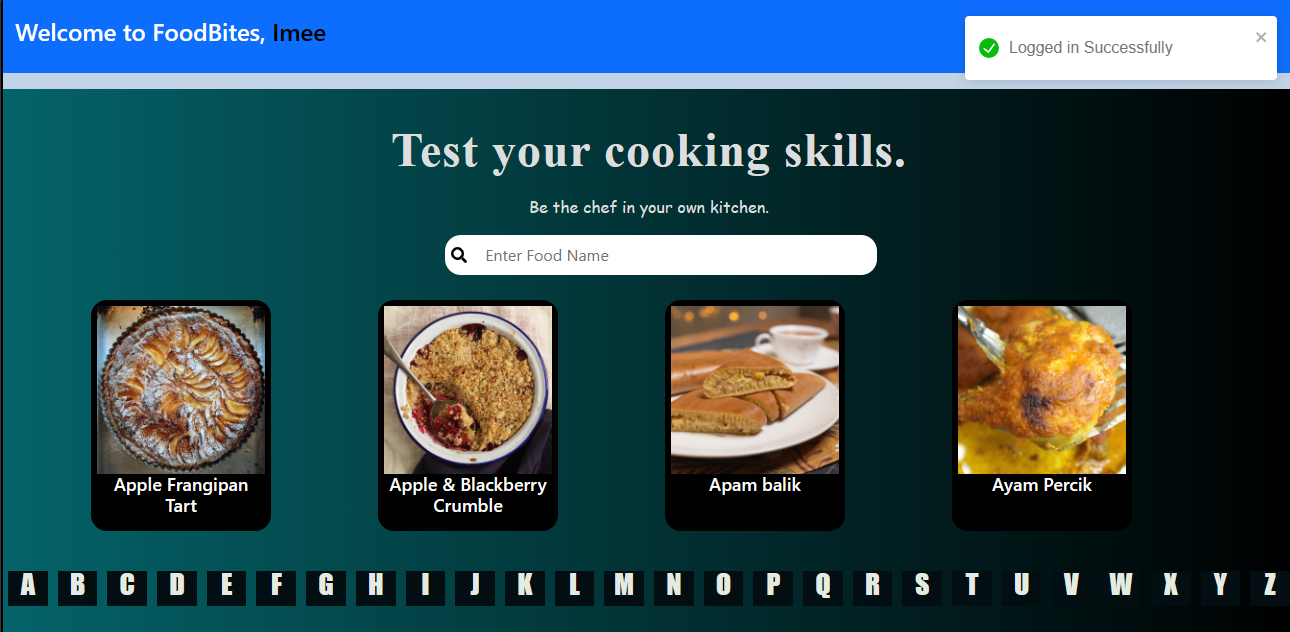 Welcome to FoodBites, Imee
Logged in Successfully
×
Test your cooking skills.
Be the chef in your own kitchen.
Enter Food Name
Apple Frangipan
Tart
Apple & Blackberry
Crumble
Apam balik
Ayam Percik
A B C D E F G H I J K L M N O P Q R S T U V W X Y Z